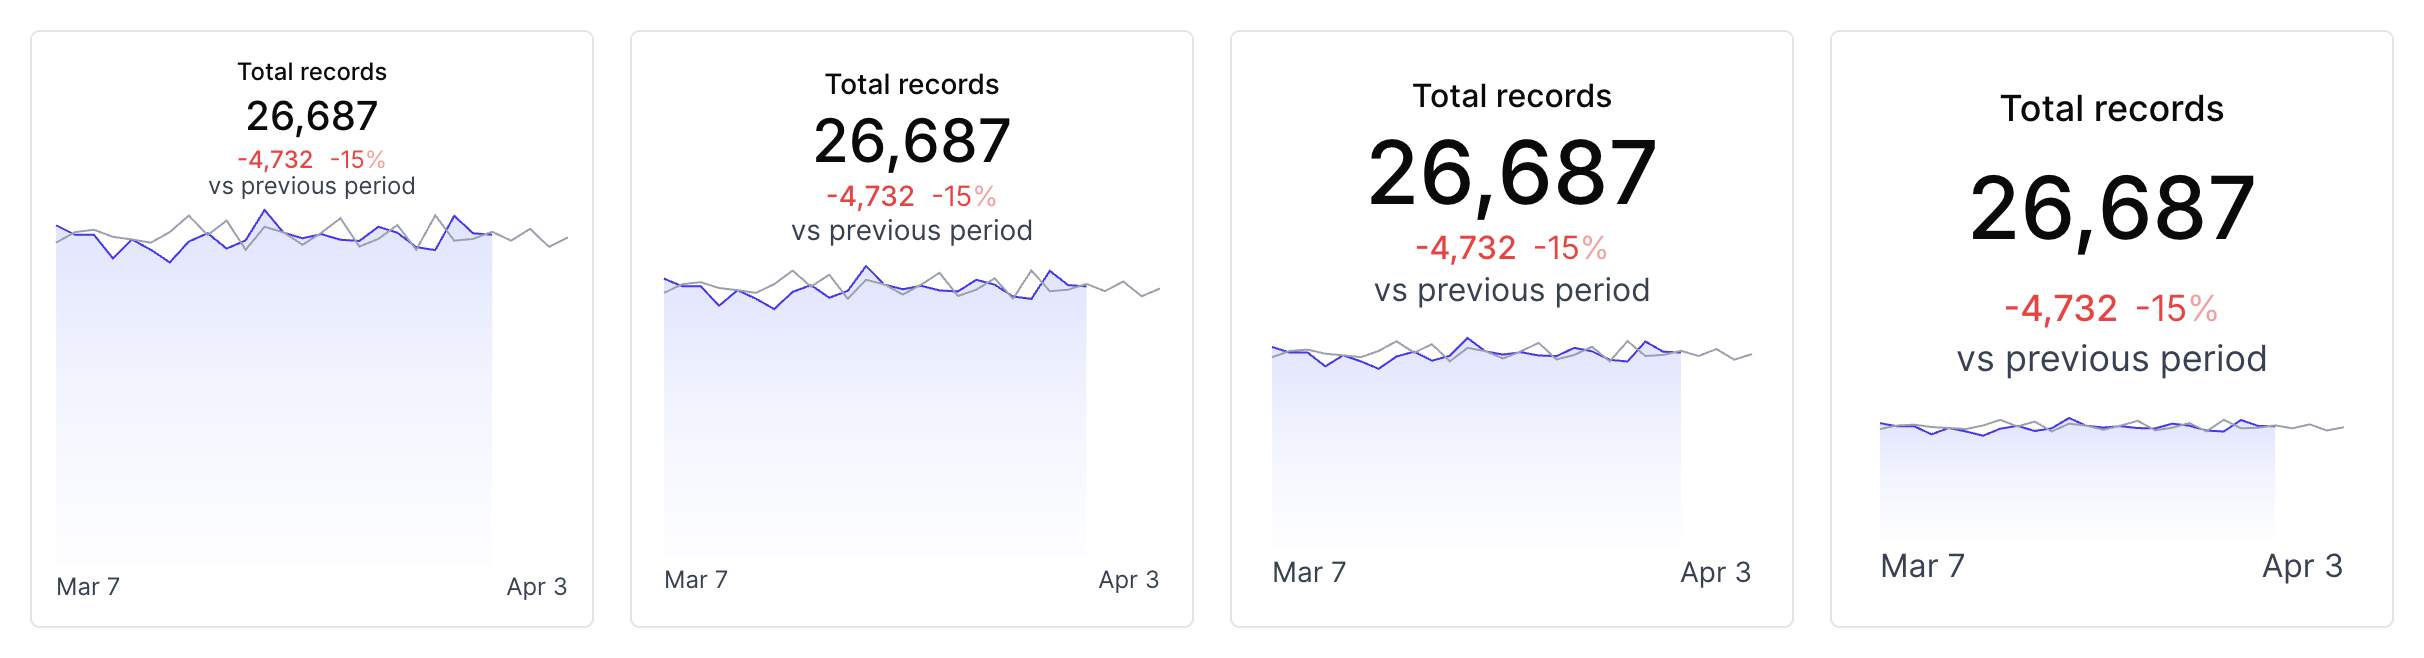 Total records
26,687
-4,732 -15%
vs previous period
Mar 7 Apr 3
Total records
26,687
-4,732 -15%
vs previous period
Mar 7 Apr 3
Total records
26,687
-4,732 -15%
vs previous period
Mar 7 Apr 3
Total records
26,687
-4,732 -15%
vs previous period
Mar 7 Apr 3